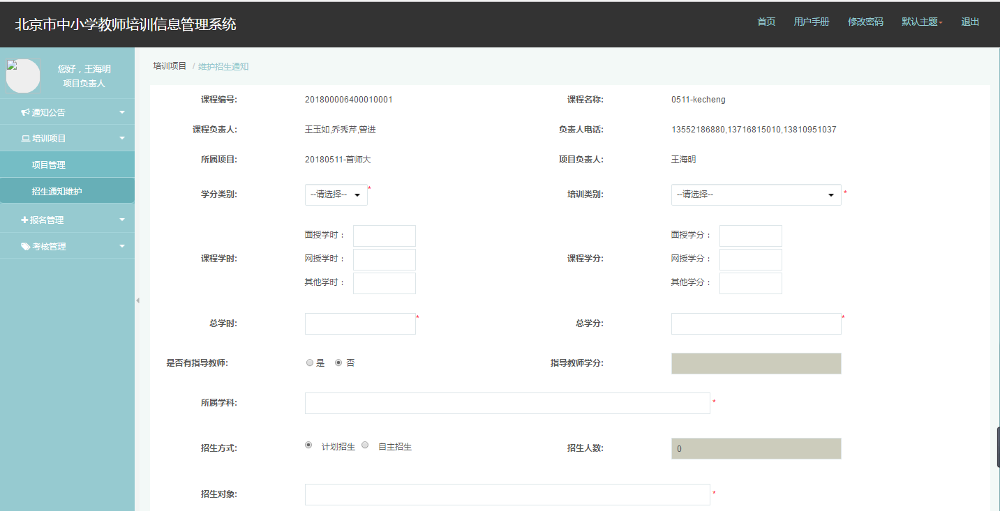 北京市中小学教师培训信息管理系统
首页 用户手册 修改密码 默认主题 退出
您好，王海明
项目负责人
通知公告
培训项目
项目管理
招生通知维护
报名管理
考核管理
培训项目 / 维护招生通知
课程编号: 201800006400010001 课程名称: 0511-kecheng
课程负责人: 王玉如,乔秀芹,曾进 负责人电话: 13552186880,13716815010,13810951037
所属项目: 20180511-首师大 项目负责人: 王海明
学分类别: --请选择-- * 培训类别: --请选择-- *
面授学时： 面授学分：
课程学时: 网授学时： 课程学分: 网授学分：
其他学时： 其他学分：
总学时: * 总学分: *
是否有指导教师: 是 否 指导教师学分:
所属学科: *
招生方式: 计划招生 自主招生 招生人数: 0
招生对象: *